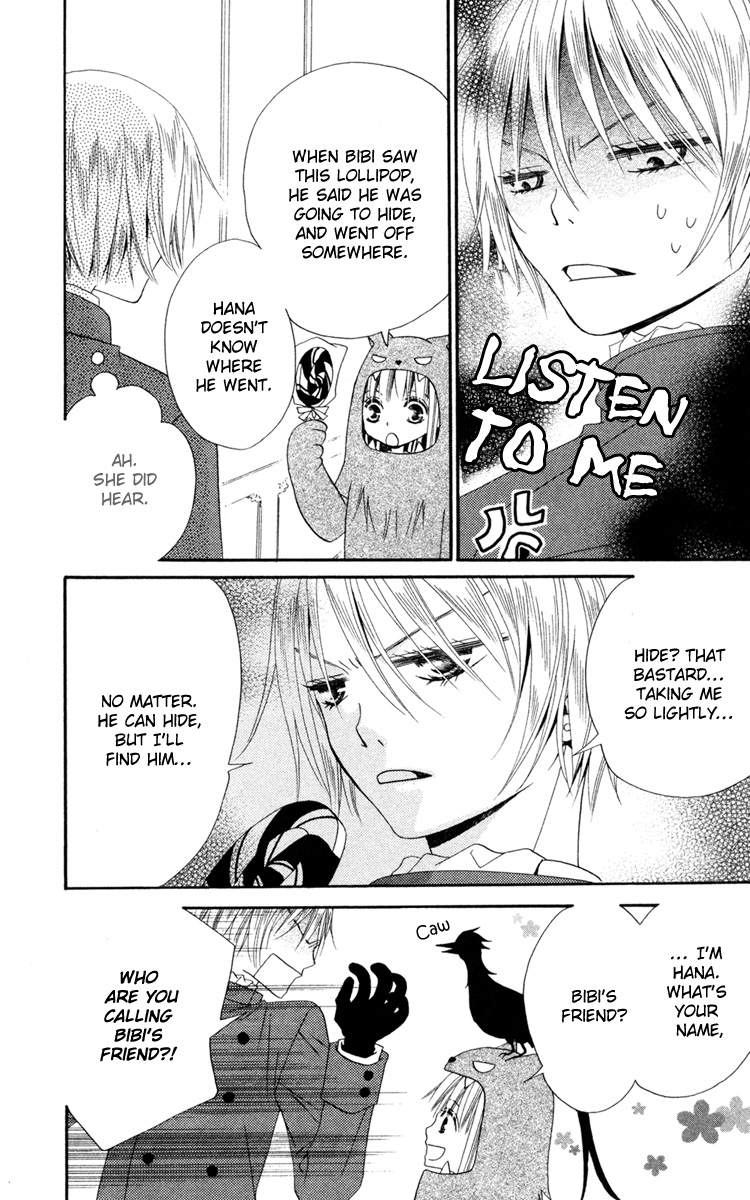 LISTEN
TO ME
WHEN BIBI SAW
THIS LOLLIPOP,
HE SAID HE WAS
GOING TO HIDE,
AND WENT OFF
SOMEWHERE.
HANA
DOESN'T
KNOW
WHERE
HE WENT.
AH.
SHE DID
HEAR.
HIDE? THAT
BASTARD...
TAKING ME
SO LIGHTLY...
NO MATTER.
HE CAN HIDE,
BUT I'LL
FIND HIM...
... I'M
HANA.
WHAT'S
YOUR
NAME,
BIBI'S
FRIEND?
Caw
WHO
ARE YOU
CALLING
BIBI'S
FRIEND?!